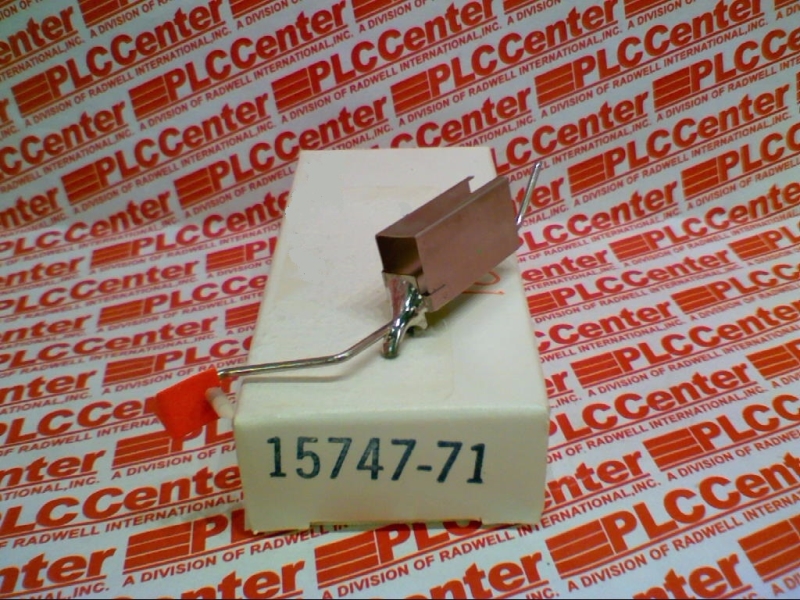 PLCCenter
A DIVISION OF RADWELL INTERNATIONAL, INC.
15747-71